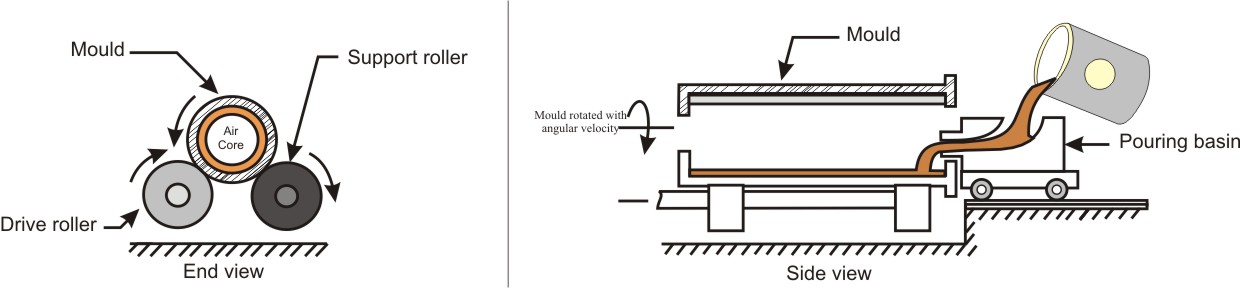 Mould
Support roller
Air
Core
Drive roller
End view
Mould
Mould rotated with
angular velocity
Pouring basin
Side view